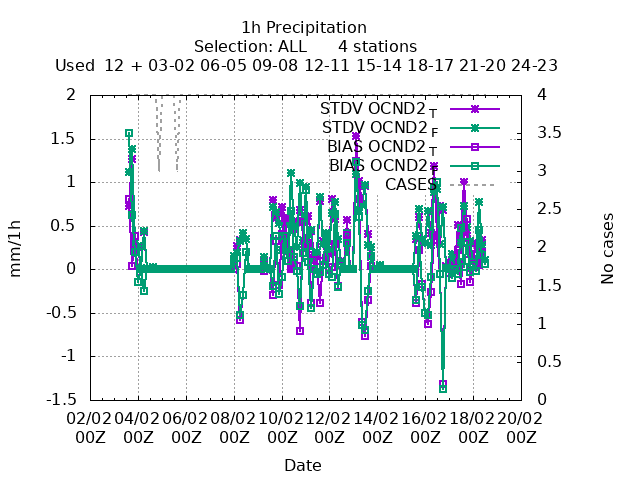 1h Precipitation
Selection: ALL 4 stations
Used 12 + 03-02 06-05 09-08 12-11 15-14 18-17 21-20 24-23
2
1.5
1
0.5
0
-0.5
-1
-1.5
mm/1h
4
3.5
3
2.5
2
1.5
1
0.5
0
No cases
STDV OCND2 T
STDV OCND2 F
BIAS OCND2 T
BIAS OCND2 F
CASES
02/02 04/02 06/02 08/02 10/02 12/02 14/02 16/02 18/02 20/02
00Z 00Z 00Z 00Z 00Z 00Z 00Z 00Z 00Z 00Z
Date